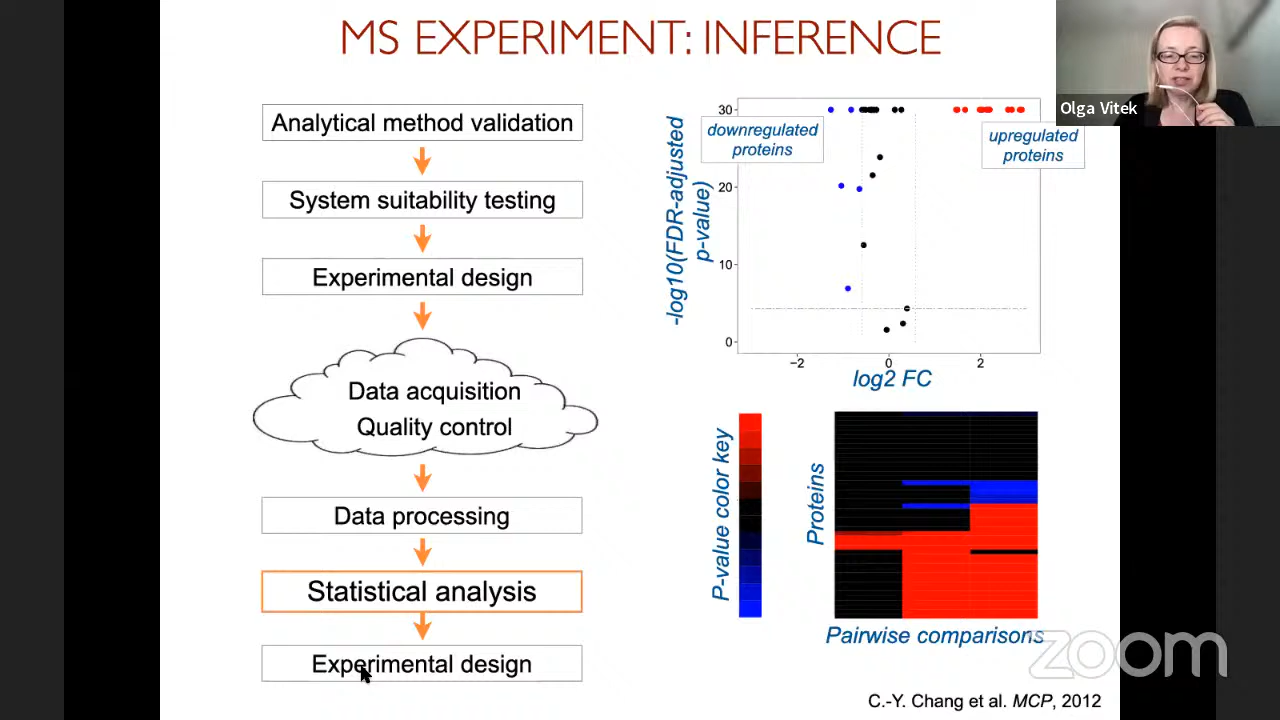 MS EXPERIMENT: INFERENCE
Olga Vitek
Analytical method validation
System suitability testing
Experimental design
Data acquisition
Quality control
Data processing
Statistical analysis
Experimental design
-log10(FDR-adjusted
p-value)
30
20
10
0
downregulated
proteins
upregulated
proteins
−2
0
2
log2 FC
P-value color key
Proteins
Pairwise comparisons
zoom
C.-Y. Chang et al. MCP, 2012